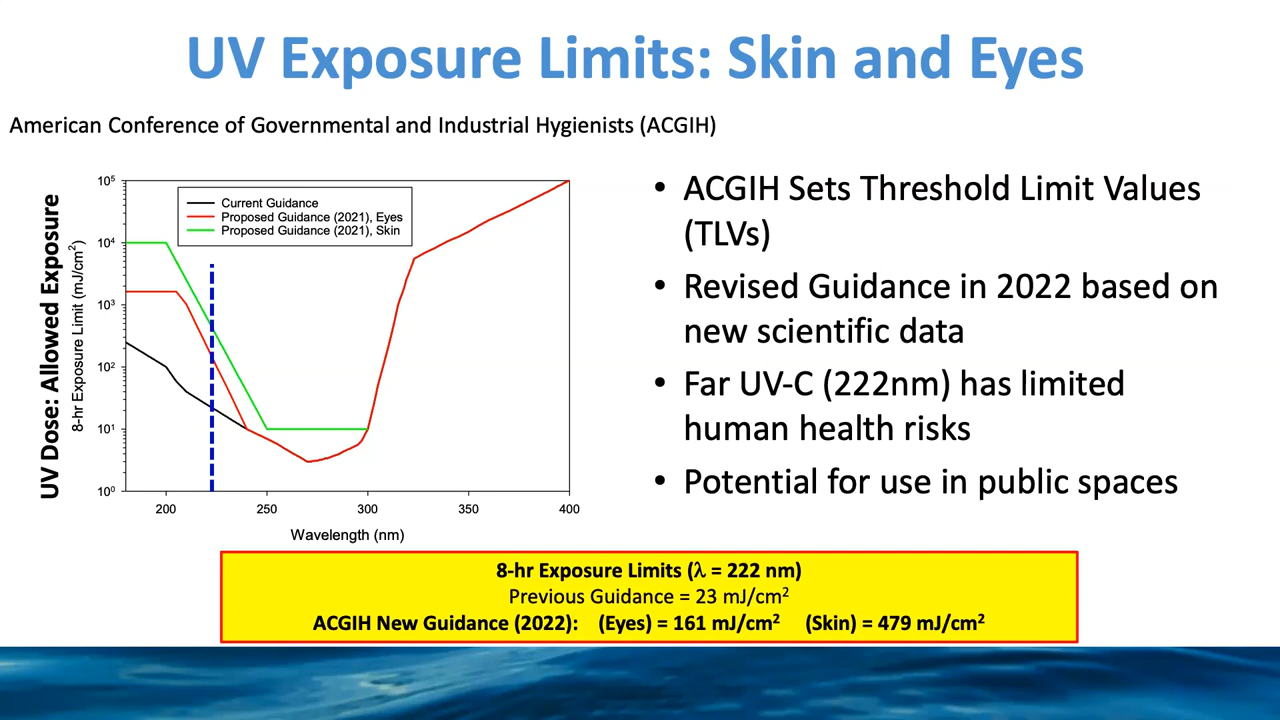 UV Exposure Limits: Skin and Eyes
American Conference of Governmental and Industrial Hygienists (ACGIH)
UV Dose: Allowed Exposure
8-hr Exposure Limit (mJ/cm²)
10⁵
10⁴
10³
10²
10¹
10⁰
Current Guidance
Proposed Guidance (2021), Eyes
Proposed Guidance (2021), Skin
200 250 300 350 400
Wavelength (nm)
• ACGIH Sets Threshold Limit Values
(TLVs)
• Revised Guidance in 2022 based on
new scientific data
• Far UV-C (222nm) has limited
human health risks
• Potential for use in public spaces
8-hr Exposure Limits (λ = 222 nm)
Previous Guidance = 23 mJ/cm²
ACGIH New Guidance (2022): (Eyes) = 161 mJ/cm² (Skin) = 479 mJ/cm²